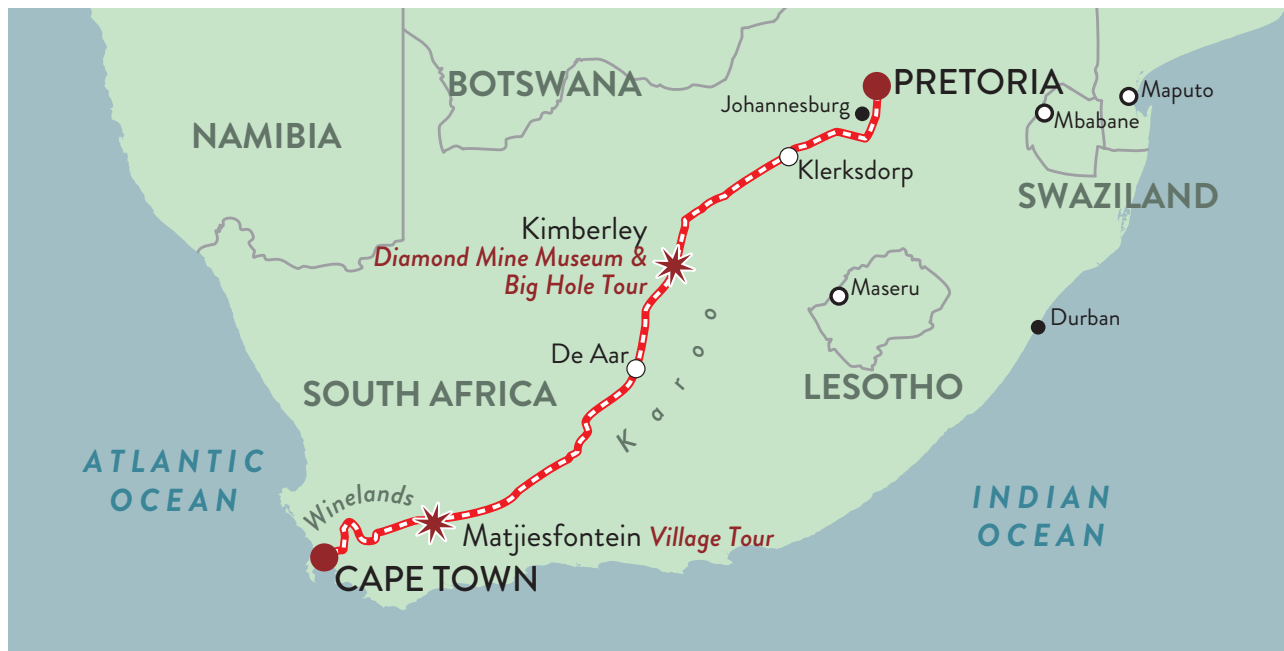 BOTSWANA
PRETORIA
Johannesburg
Maputo
Mbabane
NAMIBIA
Klerksdorp
SWAZILAND
Kimberley
Diamond Mine Museum &
Big Hole Tour
Maseru
Durban
De Aar
Karoo
SOUTH AFRICA
LESOTHO
ATLANTIC
OCEAN
Winelands
INDIAN
OCEAN
Matjiesfontein Village Tour
CAPE TOWN